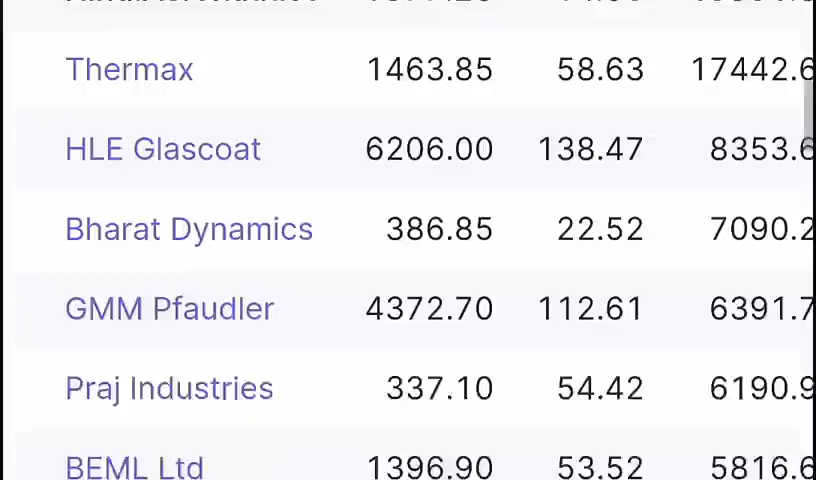 Thermax 1463.85 58.63 17442.6
HLE Glascoat 6206.00 138.47 8353.6
Bharat Dynamics 386.85 22.52 7090.2
GMM Pfaudler 4372.70 112.61 6391.7
Praj Industries 337.10 54.42 6190.9
BEML Ltd 1396.90 53.52 5816.6